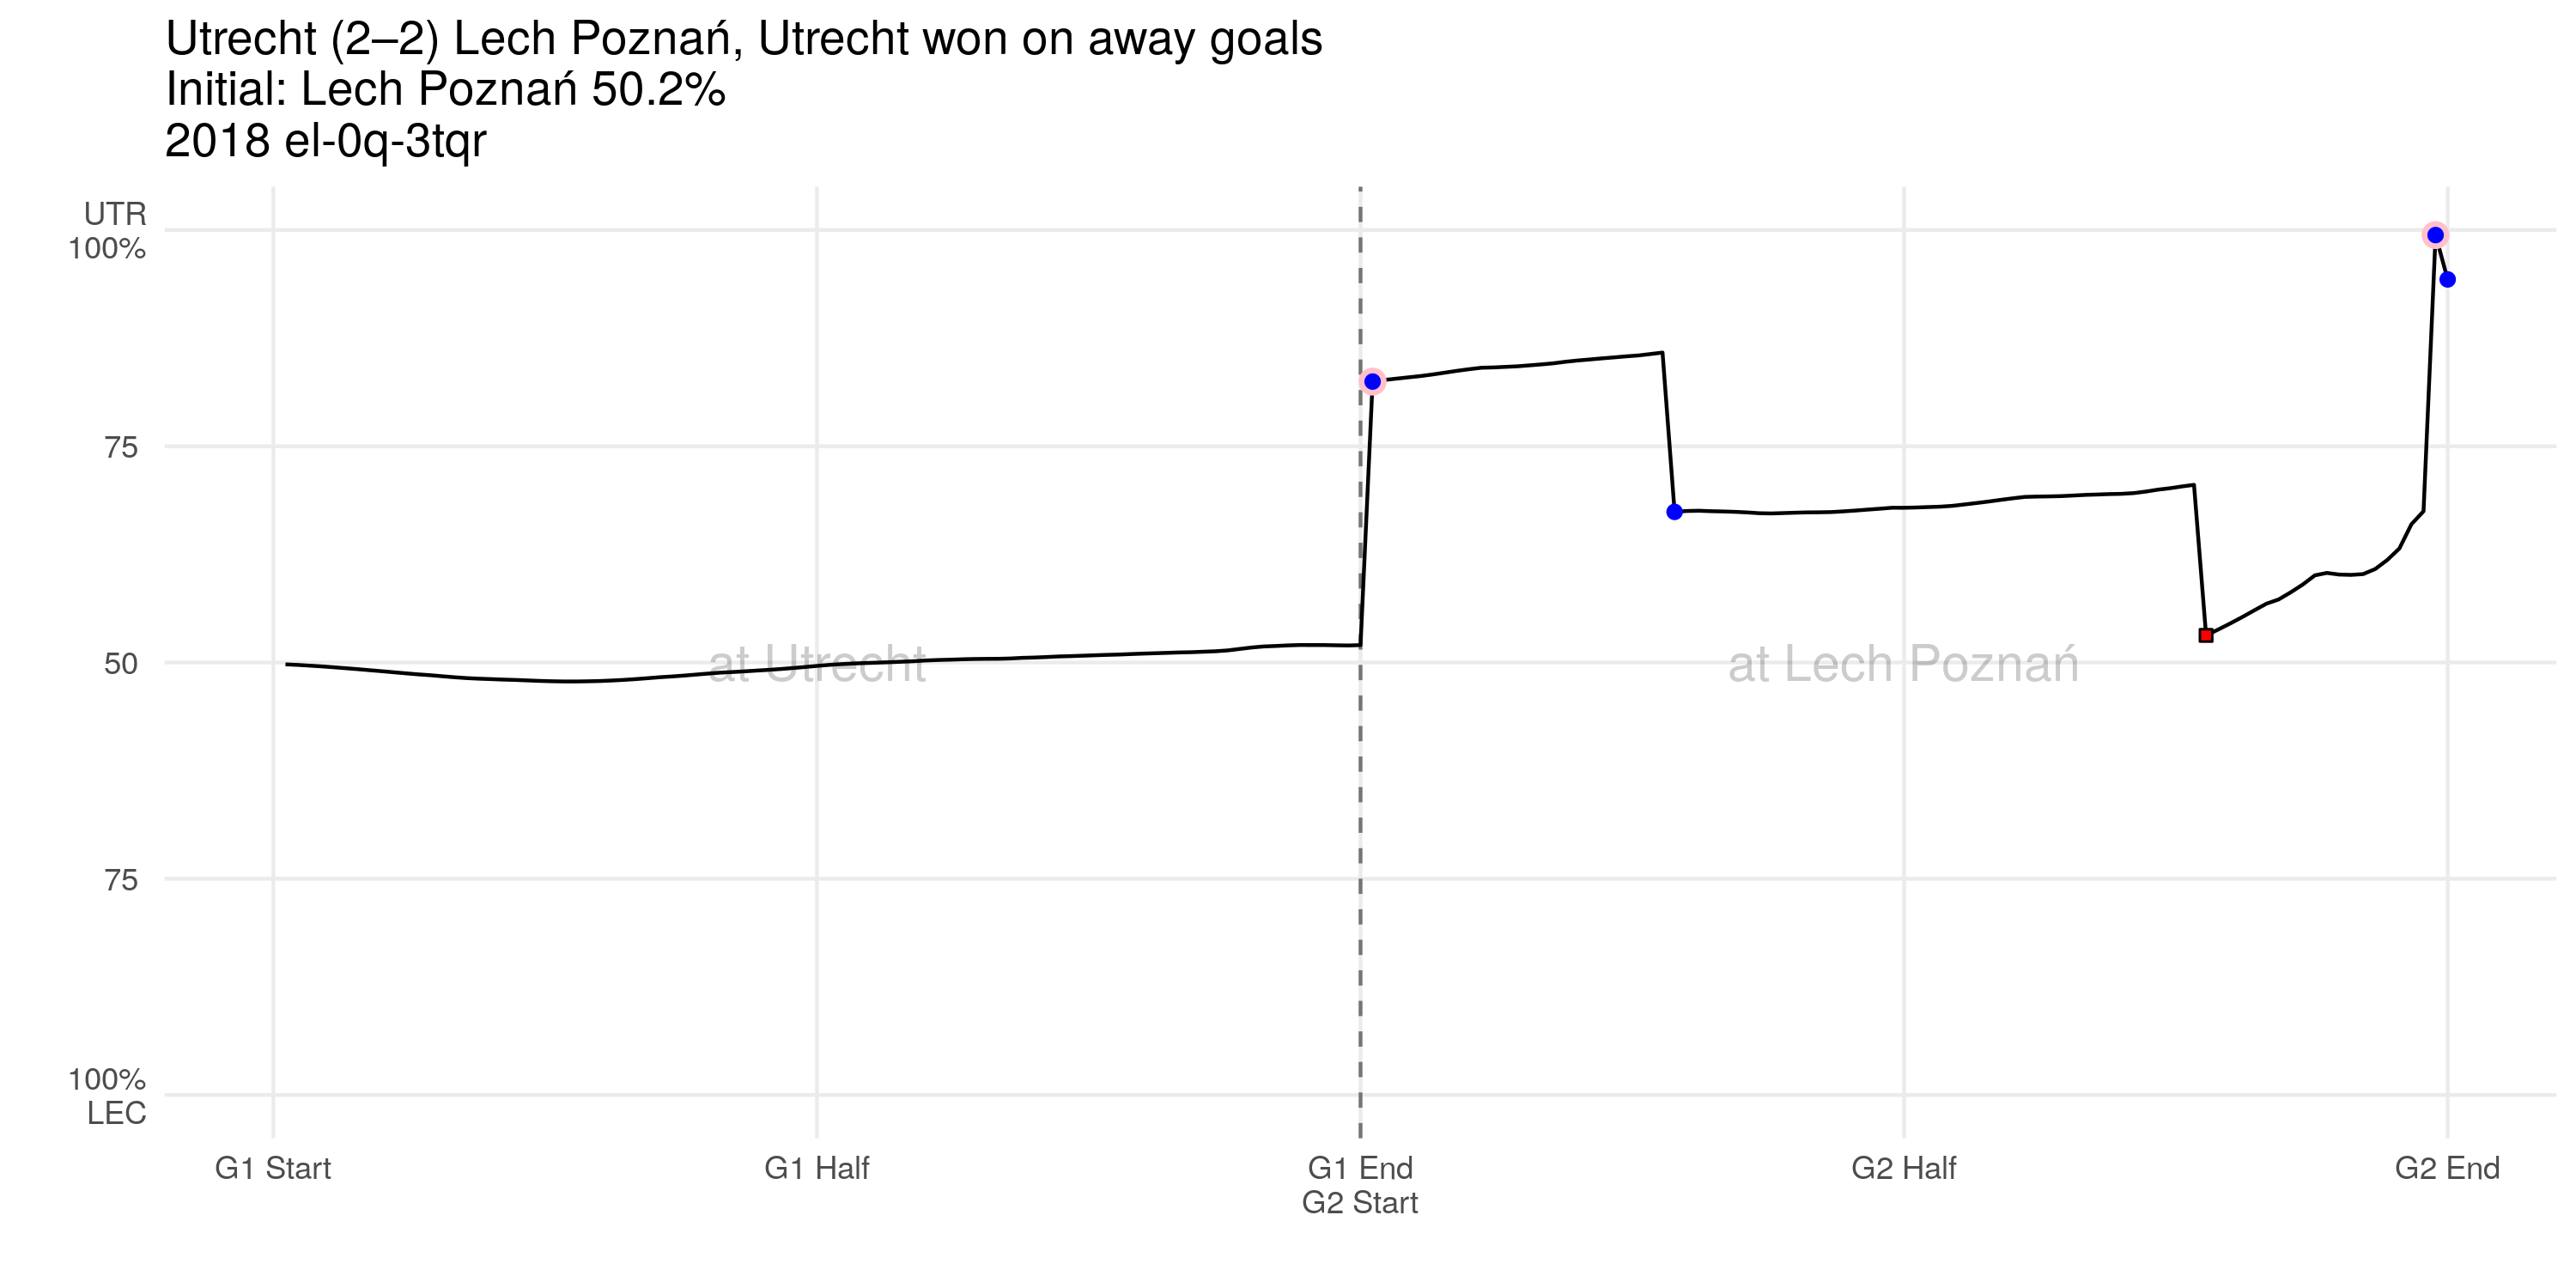 Utrecht (2–2) Lech Poznań, Utrecht won on away goals
Initial: Lech Poznań 50.2%
2018 el-0q-3tqr
UTR
100%
75
50
75
100%
LEC
at Utrecht
at Lech Poznań
G1 Start
G1 Half
G1 End
G2 Start
G2 Half
G2 End